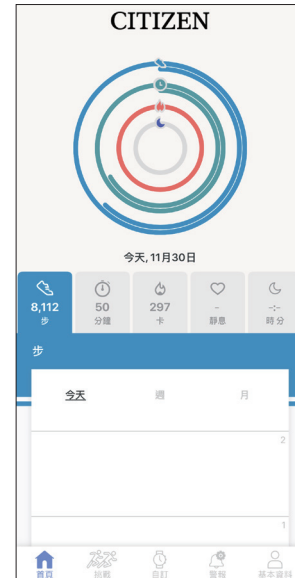 CITIZEN
今天, 11月30日
8,112 50 297 - -:-
步 分鐘 卡 靜息 時分
步
今天 週 月
2
1
首頁 挑戰 自訂 警報 基本資料